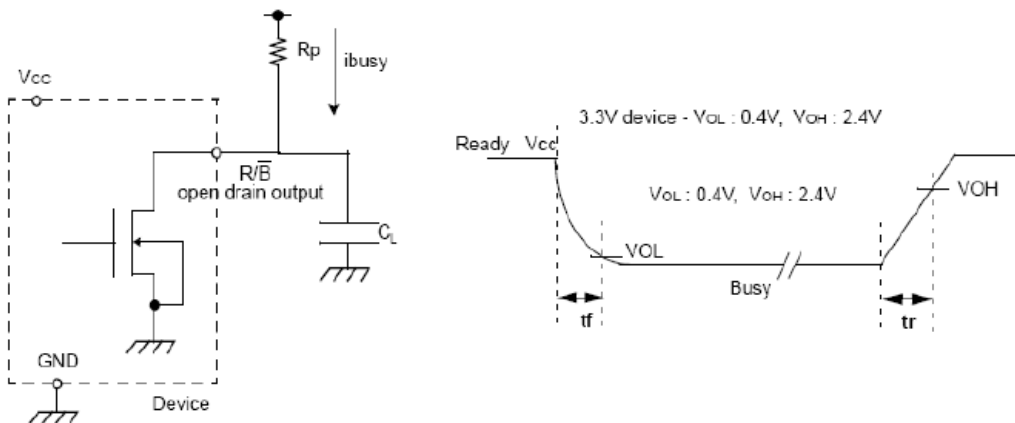 Rp
ibusy
Vcc
R/B̅
open drain output
CL
GND
Device
3.3V device - VOL : 0.4V, VOH : 2.4V
Ready Vcc
VOL : 0.4V, VOH : 2.4V
VOH
VOL
Busy
tf
tr